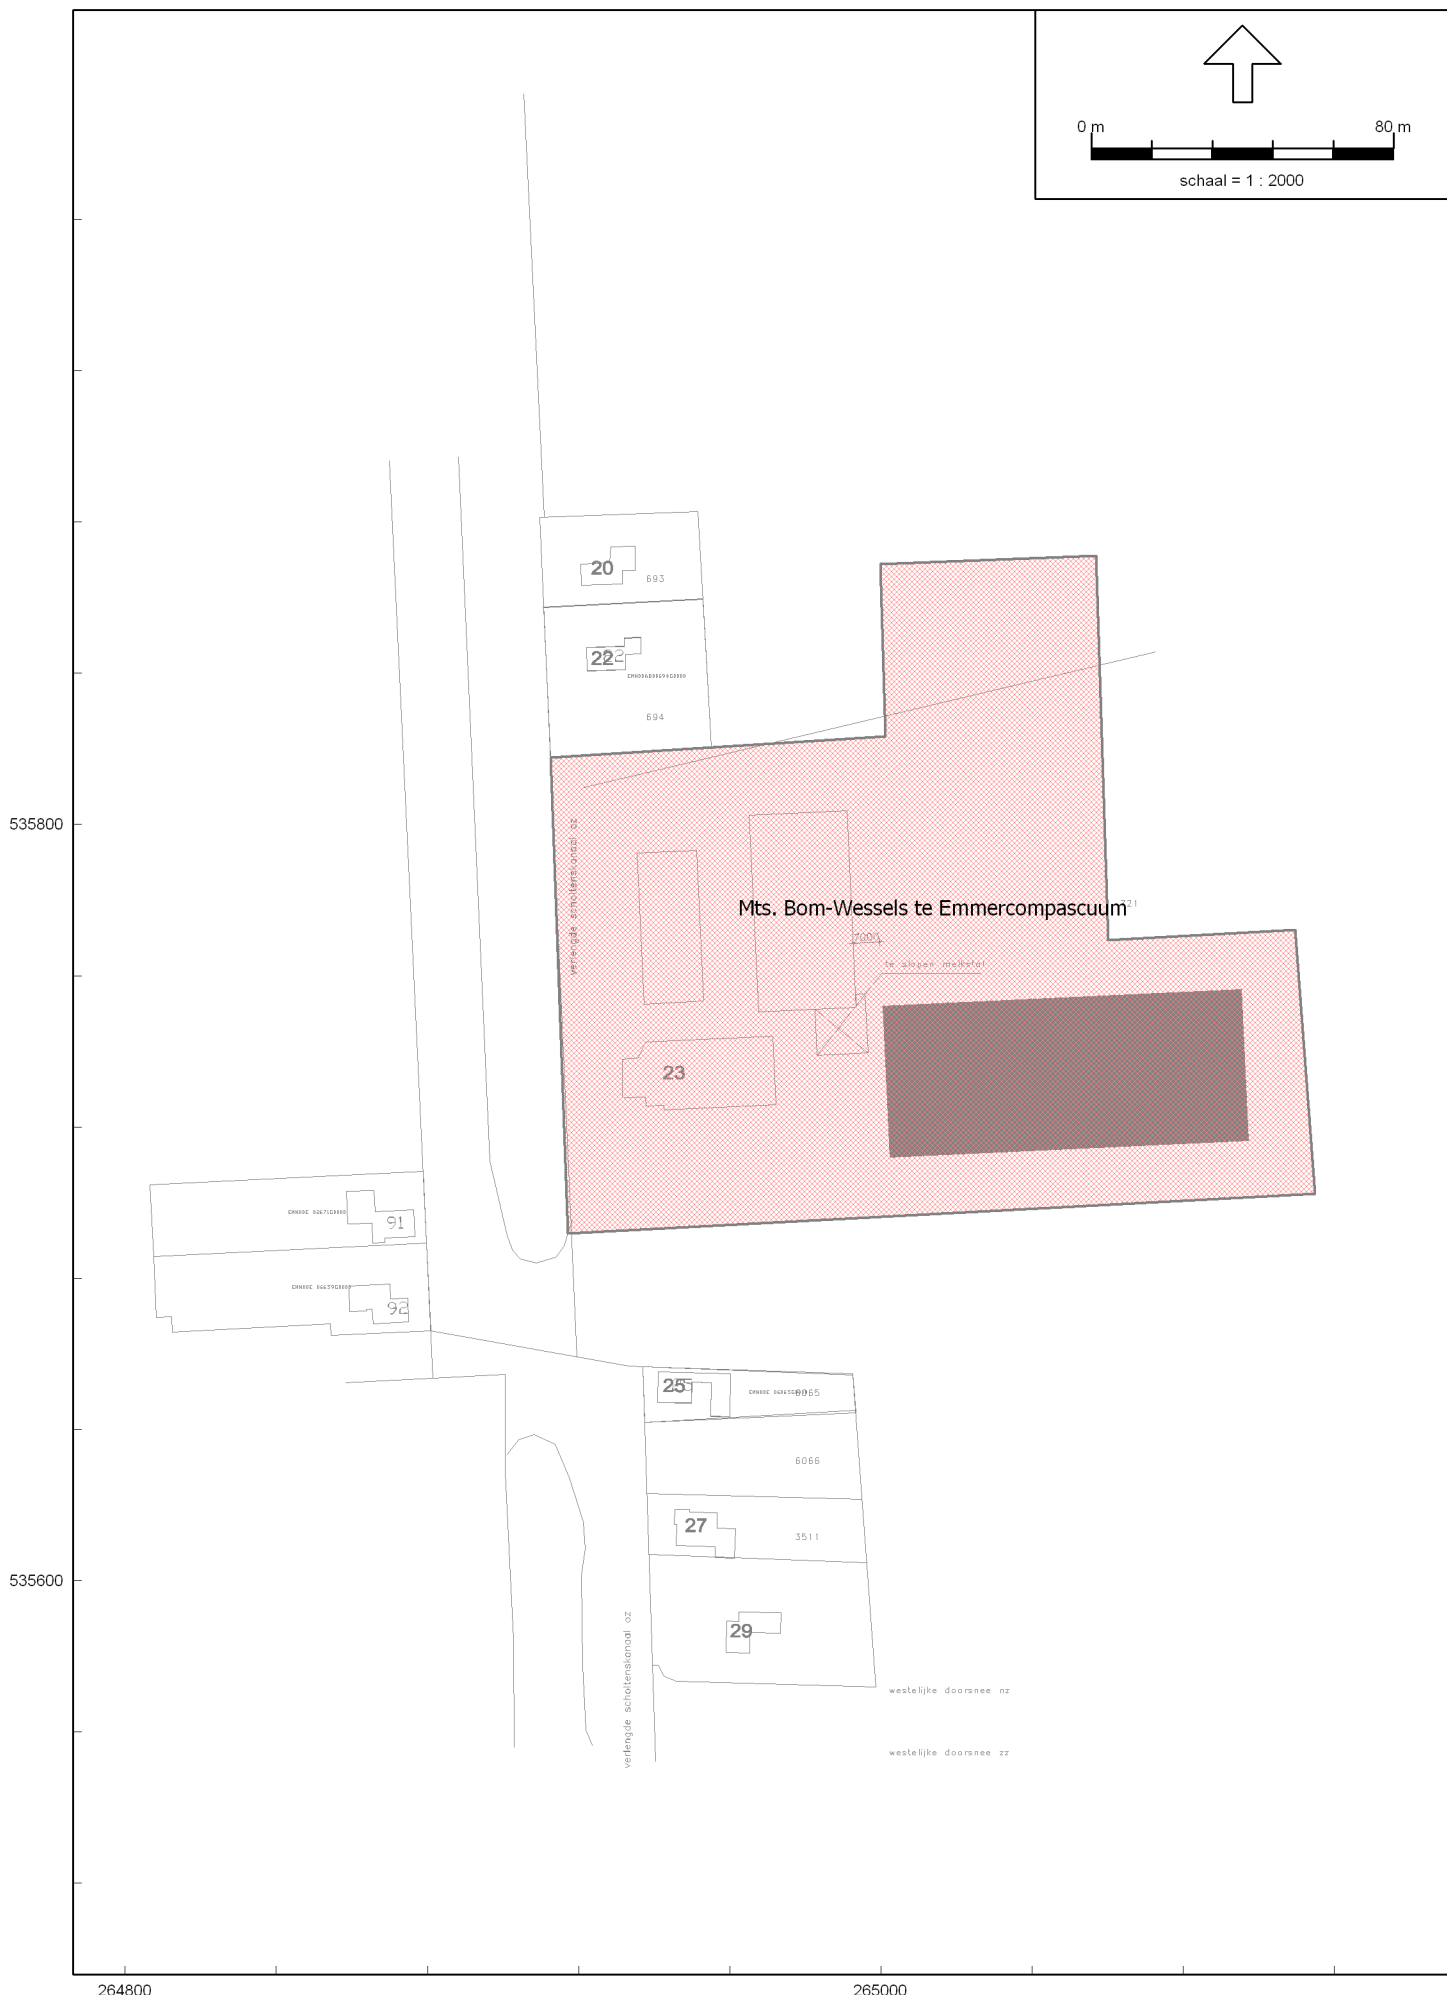 0 m 80 m
schaal = 1 : 2000
20
693
22
694
535800
verlengde scholtenskanaal oz
Mts. Bom-Wessels te Emmercompascuum
7000
te slopen melkstal
23
91
92
25
6065
6066
27
3511
535600
29
verlengde scholtenskanaal oz
westelijke doorsnee nz
westelijke doorsnee zz
264800 265000